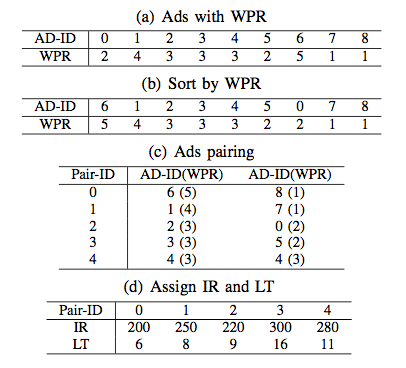 (a) Ads with WPR
AD-ID 0 1 2 3 4 5 6 7 8
WPR 2 4 3 3 3 2 5 1 1
(b) Sort by WPR
AD-ID 6 1 2 3 4 5 0 7 8
WPR 5 4 3 3 3 2 2 1 1
(c) Ads pairing
Pair-ID AD-ID(WPR) AD-ID(WPR)
0 6 (5) 8 (1)
1 1 (4) 7 (1)
2 2 (3) 0 (2)
3 3 (3) 5 (2)
4 4 (3) 4 (3)
(d) Assign IR and LT
Pair-ID 0 1 2 3 4
IR 200 250 220 300 280
LT 6 8 9 16 11